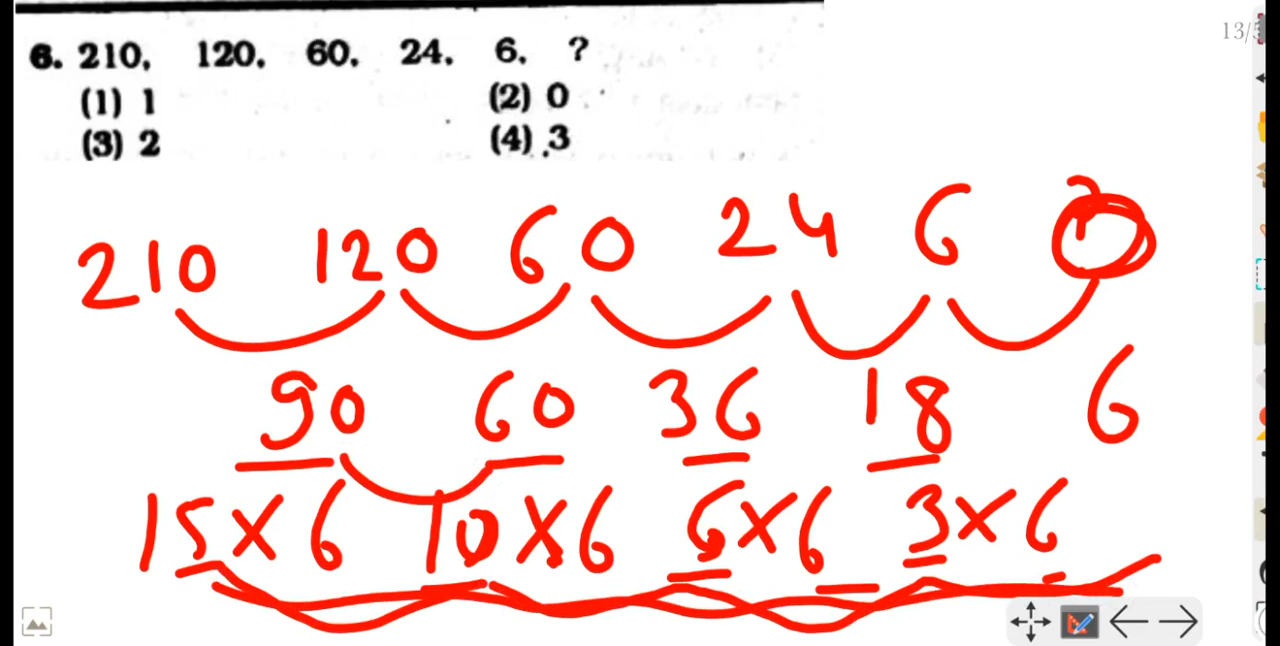 13/5
6. 210, 120, 60, 24, 6, ?
(1) 1 (2) 0
(3) 2 (4) 3
210 120 60 24 6 ?
90 60 36 18 6
15×6 10×6 6×6 3×6